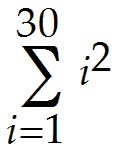 30
∑ i²
i=1